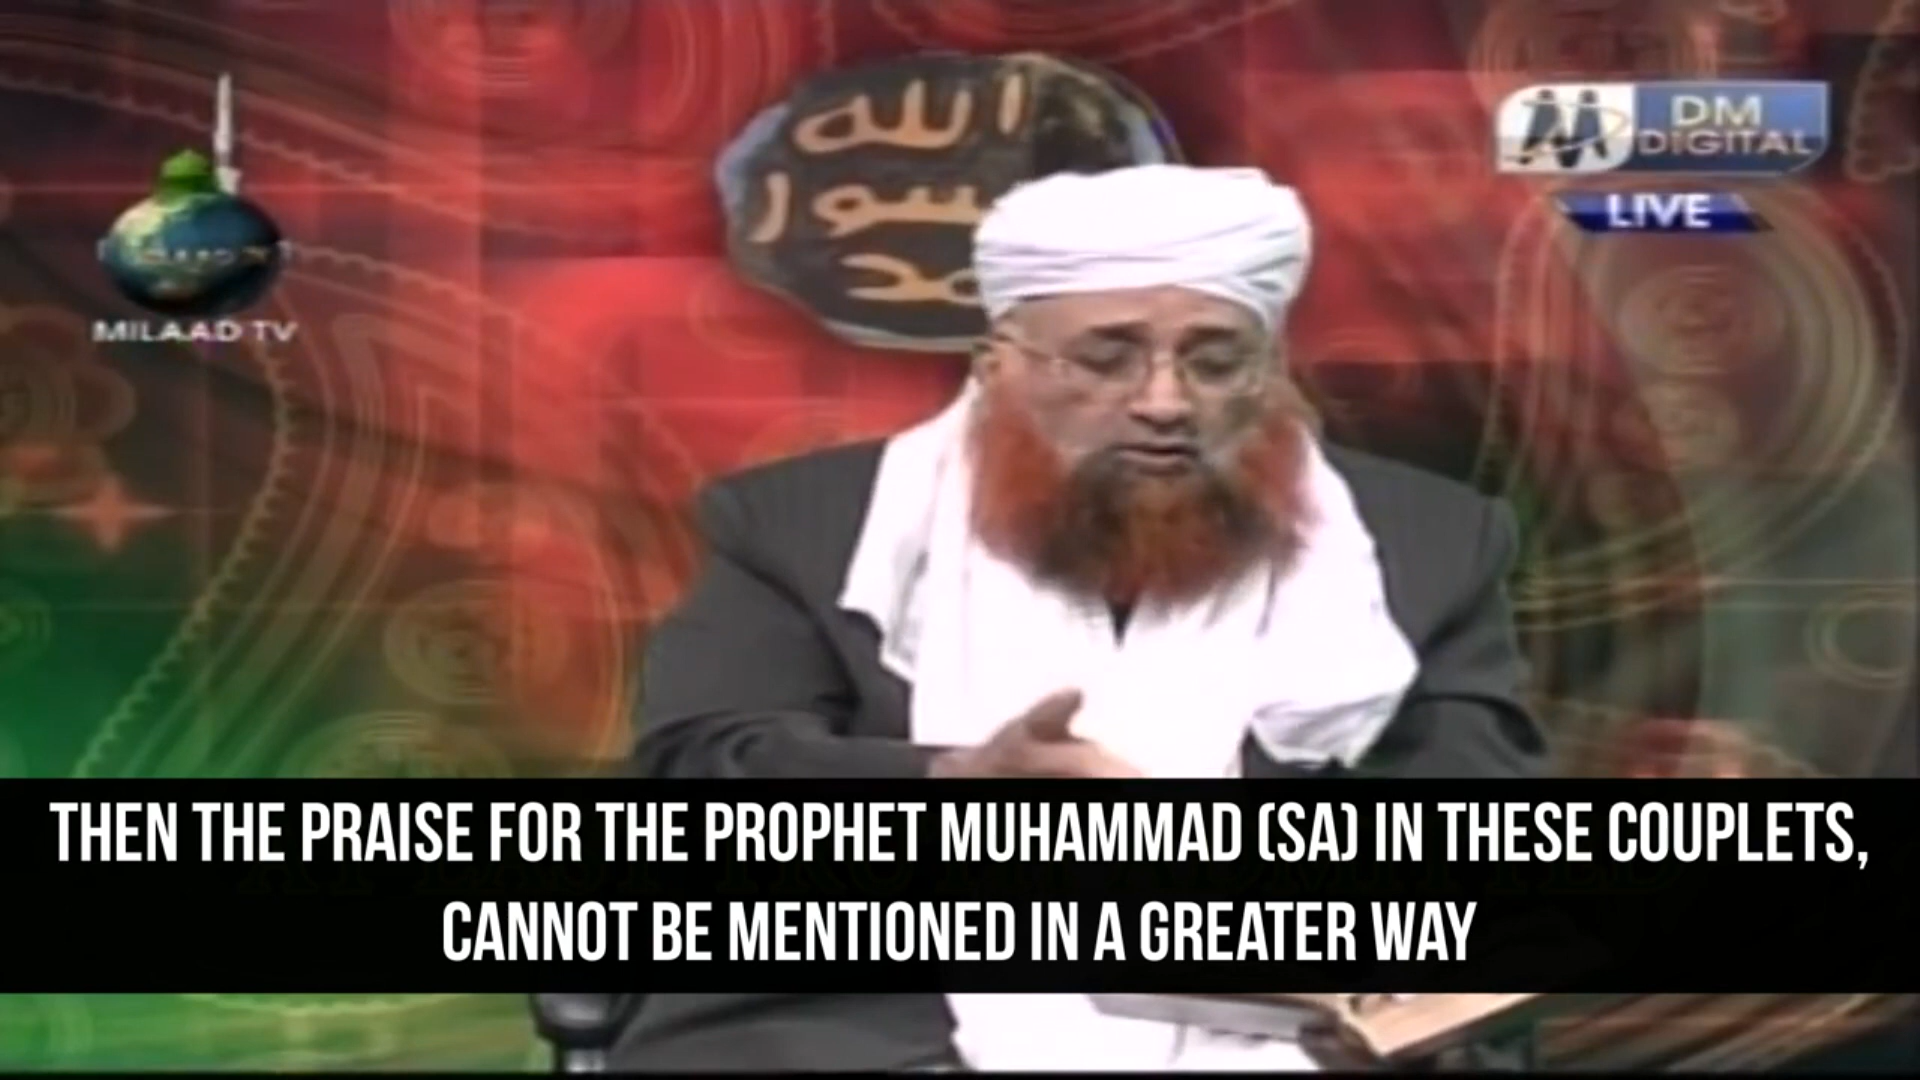 الله
DM
DIGITAL
LIVE
MILAAD TV
THEN THE PRAISE FOR THE PROPHET MUHAMMAD (SA) IN THESE COUPLETS,
CANNOT BE MENTIONED IN A GREATER WAY